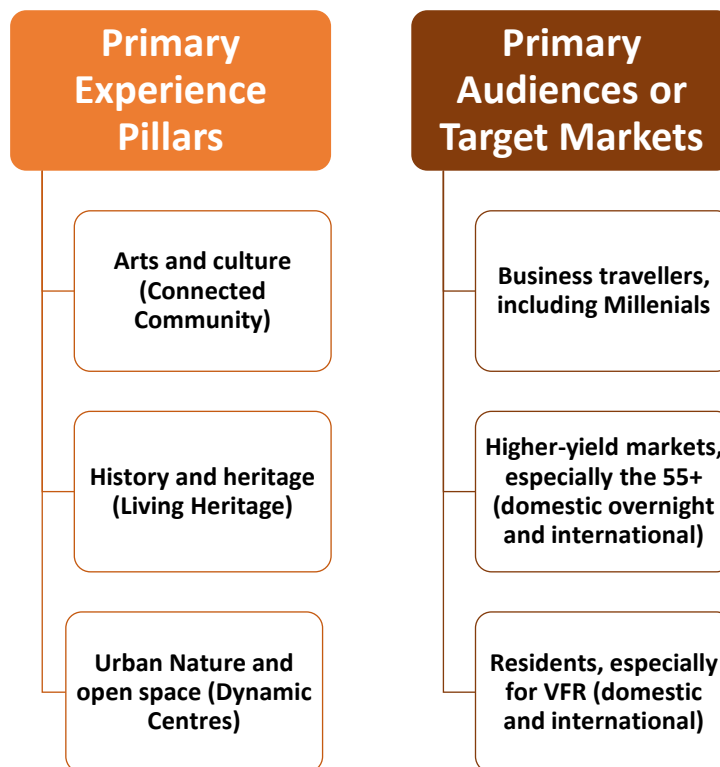 Primary
Experience
Pillars
Arts and culture
(Connected
Community)
History and heritage
(Living Heritage)
Urban Nature and
open space (Dynamic
Centres)
Primary
Audiences or
Target Markets
Business travellers,
including Millenials
Higher-yield markets,
especially the 55+
(domestic overnight
and international)
Residents, especially
for VFR (domestic
and international)